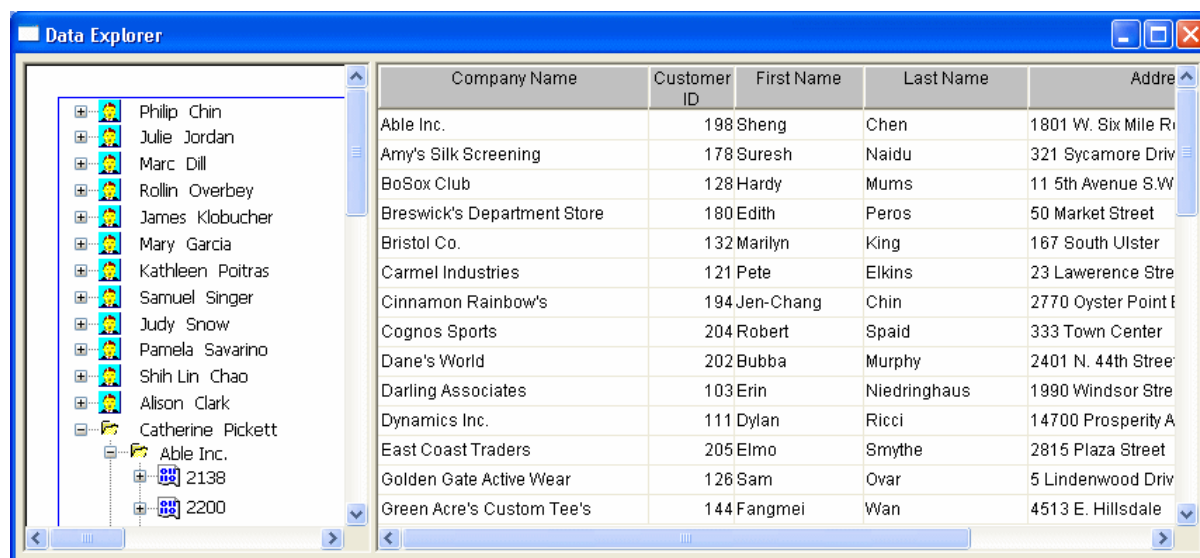 Data Explorer
Philip Chin
Julie Jordan
Marc Dill
Rollin Overbey
James Klobucher
Mary Garcia
Kathleen Poitras
Samuel Singer
Judy Snow
Pamela Savarino
Shih Lin Chao
Alison Clark
Catherine Pickett
Able Inc.
2138
2200
Company Name Customer ID First Name Last Name Addre
Able Inc. 198 Sheng Chen 1801 W. Six Mile R
Amy's Silk Screening 178 Suresh Naidu 321 Sycamore Driv
BoSox Club 128 Hardy Mums 11 5th Avenue S.W
Breswick's Department Store 180 Edith Peros 50 Market Street
Bristol Co. 132 Marilyn King 167 South Ulster
Carmel Industries 121 Pete Elkins 23 Lawerence Stre
Cinnamon Rainbow's 194 Jen-Chang Chin 2770 Oyster Point
Cognos Sports 204 Robert Spaid 333 Town Center
Dane's World 202 Bubba Murphy 2401 N. 44th Street
Darling Associates 103 Erin Niedringhaus 1990 Windsor Stre
Dynamics Inc. 111 Dylan Ricci 14700 Prosperity A
East Coast Traders 205 Elmo Smythe 2815 Plaza Street
Golden Gate Active Wear 126 Sam Ovar 5 Lindenwood Driv
Green Acre's Custom Tee's 144 Fangmei Wan 4513 E. Hillsdale